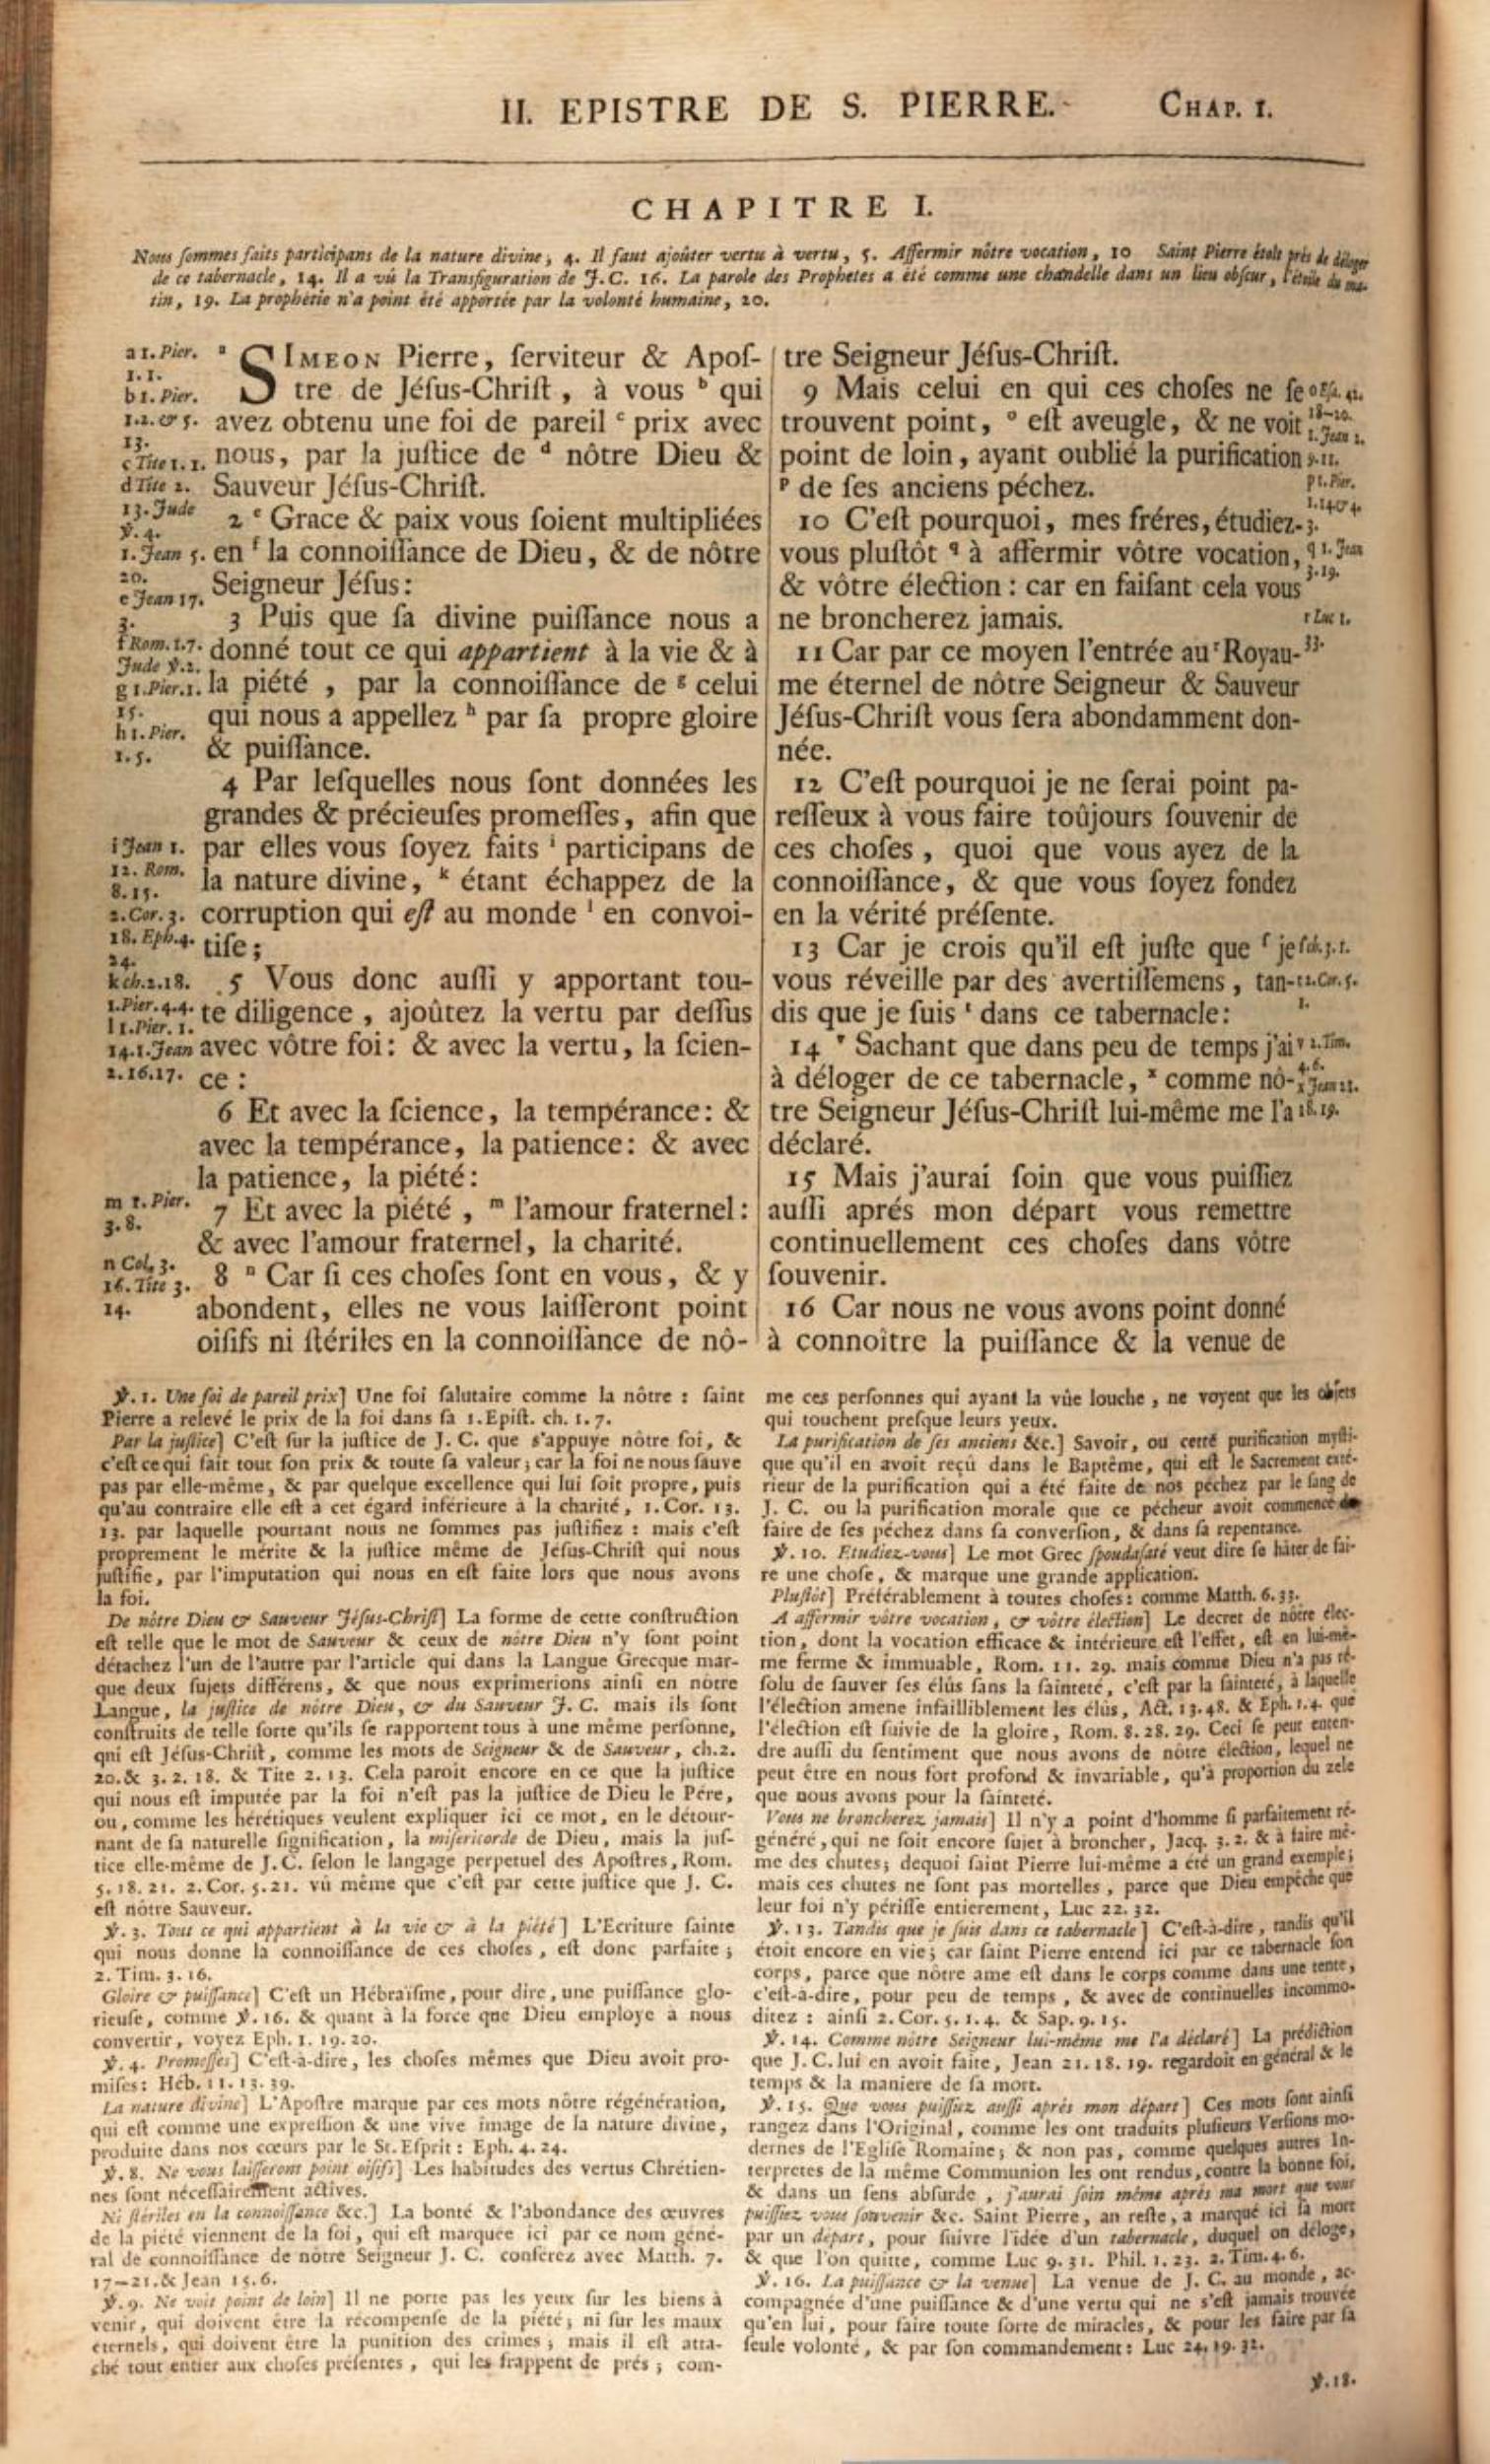 II. EPISTRE DE S. PIERRE. CHAP. I.
CHAPITRE I.
Nous sommes faits participans de la nature divine, 4. Il faut ajoûter vertu à vertu, 5. Affermir nôtre vocation, 10 Saint Pierre étoit prés de déloger
de ce tabernacle, 14. Il a vû la Transfiguration de J. C. 16. La parole des Prophetes a été comme une chandelle dans un lieu obscur, l'étoile du ma-
tin, 19. La prophétie n'a point été apportée par la volonté humaine, 20.
a 1. Pier.
1. 1.
b 1. Pier.
1.2. & 5.
13.
c Tite 1. 1.
d Tite 2.
13. Jude
℣. 4.
1. Jean 5.
20.
e Jean 17.
3.
f Rom. 1.7.
Jude ℣.2.
g 1. Pier. 1.
15.
h 1. Pier.
1. 5.
i Jean 1.
12. Rom.
8. 15.
2. Cor. 3.
18. Eph. 4.
24.
k ch. 2.18.
1. Pier. 4.4.
l 1. Pier. 1.
14. 1. Jean
2. 16.17.
m 1. Pier.
3. 8.
n Col. 3.
16. Tite 3.
14.
ª SIMEON Pierre, serviteur & Apos-
tre de Jésus-Christ, à vous ᵇ qui
avez obtenu une foi de pareil ᶜ prix avec
nous, par la justice de ᵈ nôtre Dieu &
Sauveur Jésus-Christ.
2 ᵉ Grace & paix vous soient multipliées
en ᶠ la connoissance de Dieu, & de nôtre
Seigneur Jésus:
3 Puis que sa divine puissance nous a
donné tout ce qui appartient à la vie & à
la piété, par la connoissance de ᵍ celui
qui nous a appellez ʰ par sa propre gloire
& puissance.
4 Par lesquelles nous sont données les
grandes & précieuses promesses, afin que
par elles vous soyez faits ⁱ participans de
la nature divine, ᵏ étant échappez de la
corruption qui est au monde ˡ en convoi-
tise;
5 Vous donc aussi y apportant tou-
te diligence, ajoûtez la vertu par dessus
avec vôtre foi: & avec la vertu, la scien-
ce:
6 Et avec la science, la tempérance: &
avec la tempérance, la patience: & avec
la patience, la piété:
7 Et avec la piété, ᵐ l'amour fraternel:
& avec l'amour fraternel, la charité.
8 ⁿ Car si ces choses sont en vous, & y
abondent, elles ne vous laisseront point
oisifs ni stériles en la connoissance de nô-
tre Seigneur Jésus-Christ.
9 Mais celui en qui ces choses ne se
trouvent point, ᵒ est aveugle, & ne voit
point de loin, ayant oublié la purification
ᵖ de ses anciens péchez.
10 C'est pourquoi, mes fréres, étudiez-
vous plustôt q à affermir vôtre vocation,
& vôtre élection: car en faisant cela vous
ne broncherez jamais.
11 Car par ce moyen l'entrée au ʳ Royau-
me éternel de nôtre Seigneur & Sauveur
Jésus-Christ vous sera abondamment don-
née.
12 C'est pourquoi je ne serai point pa-
resseux à vous faire toûjours souvenir de
ces choses, quoi que vous ayez de la
connoissance, & que vous soyez fondez
en la vérité présente.
13 Car je crois qu'il est juste que ˢ je
vous réveille par des avertissemens, tan-
dis que je suis ᵗ dans ce tabernacle:
14 ᵛ Sachant que dans peu de temps j'ai
à déloger de ce tabernacle, ˣ comme nô-
tre Seigneur Jésus-Christ lui-même me l'a
déclaré.
15 Mais j'aurai soin que vous puissiez
aussi aprés mon départ vous remettre
continuellement ces choses dans vôtre
souvenir.
16 Car nous ne vous avons point donné
à connoître la puissance & la venue de
18-20.
1. Jean 2.
9. 11.
p 1. Pier.
q 1. Jean
3. 19.
r Luc 1.
33.
s ch. 3. 1.
t 2. Cor. 5.
1.
v 2. Tim.
4. 6.
x Jean 21.
18. 19.
℣. 1. Une foi de pareil prix] Une foi salutaire comme la nôtre : saint
Pierre a relevé le prix de la foi dans sa 1. Epist. ch. 1. 7.
Par la justice] C'est sur la justice de J. C. que s'appuye nôtre foi, &
c'est ce qui fait tout son prix & toute sa valeur; car la foi ne nous sauve
pas par elle-même, & par quelque excellence qui lui soit propre, puis
qu'au contraire elle est à cet égard inférieure à la charité, 1. Cor. 13.
13. par laquelle pourtant nous ne sommes pas justifiez : mais c'est
proprement le mérite & la justice même de Jésus-Christ qui nous
justifie, par l'imputation qui nous en est faite lors que nous avons
la foi.
De nôtre Dieu & Sauveur Jésus-Christ] La forme de cette construction
est telle que le mot de Sauveur & ceux de nôtre Dieu n'y sont point
détachez l'un de l'autre par l'article qui dans la Langue Grecque mar-
que deux sujets différens, & que nous exprimerions ainsi en nôtre
Langue, la justice de nôtre Dieu, & du Sauveur J. C. mais ils sont
construits de telle sorte qu'ils se rapportent tous à une même personne,
qui est Jésus-Christ, comme les mots de Seigneur & de Sauveur, ch. 2.
20. & 3. 2. 18. & Tite 2. 13. Cela paroit encore en ce que la justice
qui nous est imputée par la foi n'est pas la justice de Dieu le Pére,
ou, comme les hérétiques veulent expliquer ici ce mot, en le détour-
nant de sa naturelle signification, la misericorde de Dieu, mais la jus-
tice elle-même de J. C. selon le langage perpetuel des Apostres, Rom.
5. 18. 21. 2. Cor. 5. 21. vû même que c'est par cette justice que J. C.
est nôtre Sauveur.
℣. 3. Tout ce qui appartient à la vie & à la piété] L'Ecriture sainte
qui nous donne la connoissance de ces choses, est donc parfaite;
2. Tim. 3. 16.
Gloire & puissance] C'est un Hébraïsme, pour dire, une puissance glo-
rieuse, comme ℣. 16. & quant à la force que Dieu employe à nous
convertir, voyez Eph. 1. 19. 20.
℣. 4. Promesses] C'est-à-dire, les choses mêmes que Dieu avoit pro-
mises: Héb. 11. 13. 39.
La nature divine] L'Apostre marque par ces mots nôtre régénération,
qui est comme une expression & une vive image de la nature divine,
produite dans nos cœurs par le St. Esprit : Eph. 4. 24.
℣. 8. Ne vous laisseront point oisifs] Les habitudes des vertus Chrétien-
nes sont nécessairement actives.
Ni stériles en la connoissance &c.] La bonté & l'abondance des œuvres
de la piété viennent de la foi, qui est marquée ici par ce nom géné-
ral de connoissance de nôtre Seigneur J. C. conférez avec Matth. 7.
17-21. & Jean 15. 6.
℣. 9. Ne voit point de loin] Il ne porte pas les yeux sur les biens à
venir, qui doivent être la récompense de la piété; ni sur les maux
éternels, qui doivent être la punition des crimes; mais il est atta-
ché tout entier aux choses présentes, qui les frappent de prés; com-
me ces personnes qui ayant la vûe louche, ne voyent que les objets
qui touchent presque leurs yeux.
La purification de ses anciens &c.] Savoir, ou cette purification mysti-
que qu'il en avoit reçû dans le Baptême, qui est le Sacrement exté-
rieur de la purification qui a été faite de nos péchez par le sang de
J. C. ou la purification morale que ce pécheur avoit commencé de
faire de ses péchez dans sa conversion, & dans sa repentance.
℣. 10. Etudiez-vous] Le mot Grec spoudasaté veut dire se hâter de fai-
re une chose, & marque une grande application.
Plustôt] Préférablement à toutes choses: comme Matth. 6. 33.
A affermir vôtre vocation, & vôtre élection] Le decret de nôtre élec-
tion, dont la vocation efficace & intérieure est l'effet, est en lui-mê-
me ferme & immuable, Rom. 11. 29. mais comme Dieu n'a pas ré-
solu de sauver ses élûs sans la sainteté, c'est par la sainteté, à laquelle
l'élection amene infailliblement les élûs, Act. 13. 48. & Eph. 1. 4. que
l'élection est suivie de la gloire, Rom. 8. 28. 29. Ceci se peut enten-
dre aussi du sentiment que nous avons de nôtre élection, lequel ne
peut être en nous fort profond & invariable, qu'à proportion du zele
que nous avons pour la sainteté.
Vous ne broncherez jamais] Il n'y a point d'homme si parfaitement ré-
généré, qui ne soit encore sujet à broncher, Jacq. 3. 2. & à faire mê-
me des chutes; dequoi saint Pierre lui-même a été un grand exemple;
mais ces chutes ne sont pas mortelles, parce que Dieu empêche que
leur foi n'y périsse entierement, Luc 22. 32.
℣. 13. Tandis que je suis dans ce tabernacle] C'est-à-dire, tandis qu'il
étoit encore en vie; car saint Pierre entend ici par ce tabernacle son
corps, parce que nôtre ame est dans le corps comme dans une tente,
c'est-à-dire, pour peu de temps, & avec de continuelles incommo-
ditez : ainsi 2. Cor. 5. 1. 4. & Sap. 9. 15.
℣. 14. Comme nôtre Seigneur lui-même me l'a déclaré] La prédiction
que J. C. lui en avoit faite, Jean 21. 18. 19. regardoit en général & le
temps & la maniere de sa mort.
℣. 15. Que vous puissiez aussi aprés mon départ] Ces mots sont ainsi
rangez dans l'Original, comme les ont traduits plusieurs Versions mo-
dernes de l'Eglise Romaine; & non pas, comme quelques autres In-
terpretes de la même Communion les ont rendus, contre la bonne foi,
& dans un sens absurde, j'aurai soin même aprés ma mort que vous
puissiez vous souvenir &c. Saint Pierre, au reste, a marqué ici sa mort
par un départ, pour suivre l'idée d'un tabernacle, duquel on déloge,
& que l'on quitte, comme Luc 9. 31. Phil. 1. 23. 2. Tim. 4. 6.
℣. 16. La puissance & la venue] La venue de J. C. au monde, ac-
compagnée d'une puissance & d'une vertu qui ne s'est jamais trouvée
qu'en lui, pour faire toute sorte de miracles, & pour les faire par sa
seule volonté, & par son commandement: Luc 24. 19. 32.
℣. 18.